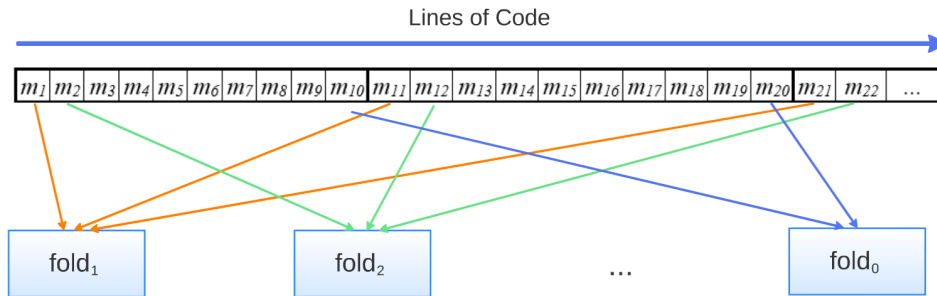 Lines of Code
m₁ m₂ m₃ m₄ m₅ m₆ m₇ m₈ m₉ m₁₀ m₁₁ m₁₂ m₁₃ m₁₄ m₁₅ m₁₆ m₁₇ m₁₈ m₁₉ m₂₀ m₂₁ m₂₂ ...
fold₁ fold₂ ... fold₀